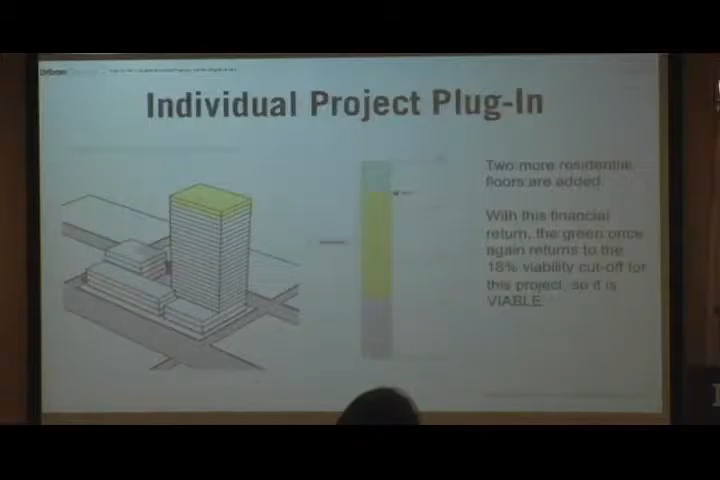 Individual Project Plug-In
Two more residential
floors are added.
With this financial
return, the green once
again returns to the
18% viability cut-off for
this project, so it is
VIABLE.